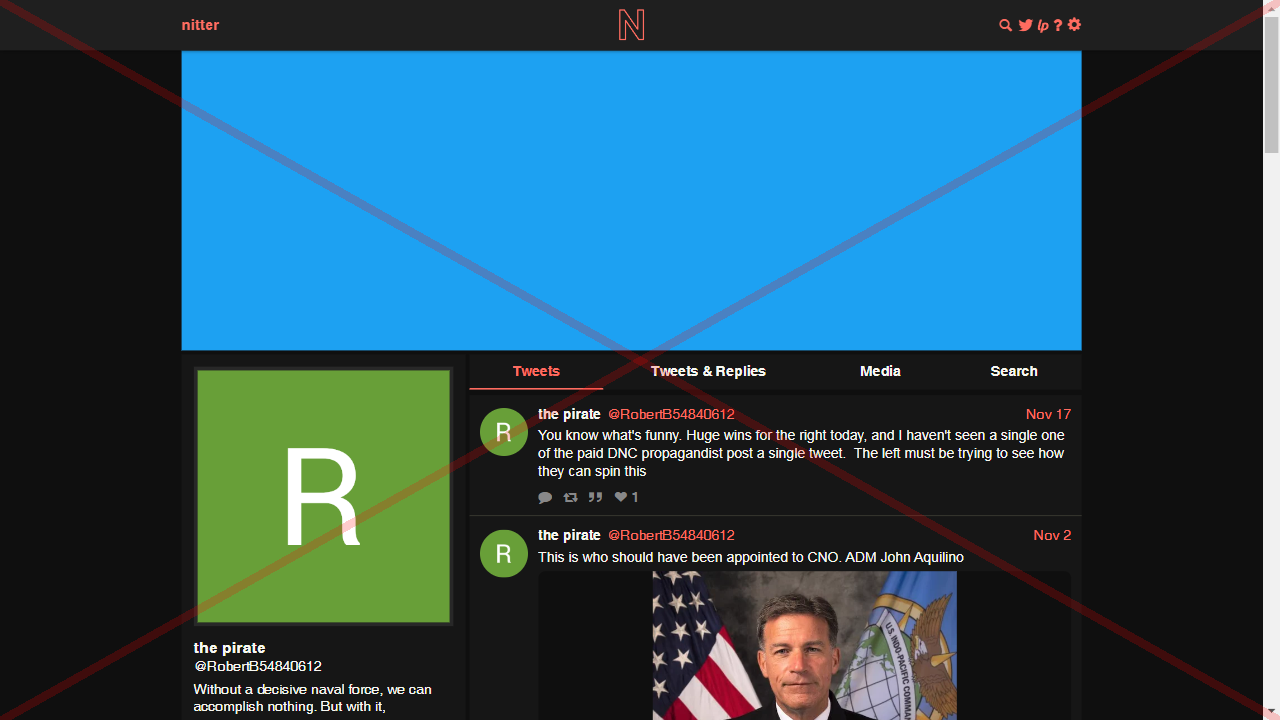 nitter
N
lp ?
Tweets
Tweets & Replies
Media
Search
R
the pirate
@RobertB54840612
Without a decisive naval force, we can
accomplish nothing. But with it,
R
the pirate @RobertB54840612 Nov 17
You know what's funny. Huge wins for the right today, and I haven't seen a single one
of the paid DNC propagandist post a single tweet.  The left must be trying to see how
they can spin this
1
R
the pirate @RobertB54840612 Nov 2
This is who should have been appointed to CNO. ADM John Aquilino
U.S. INDO-PACIFIC COMMAND